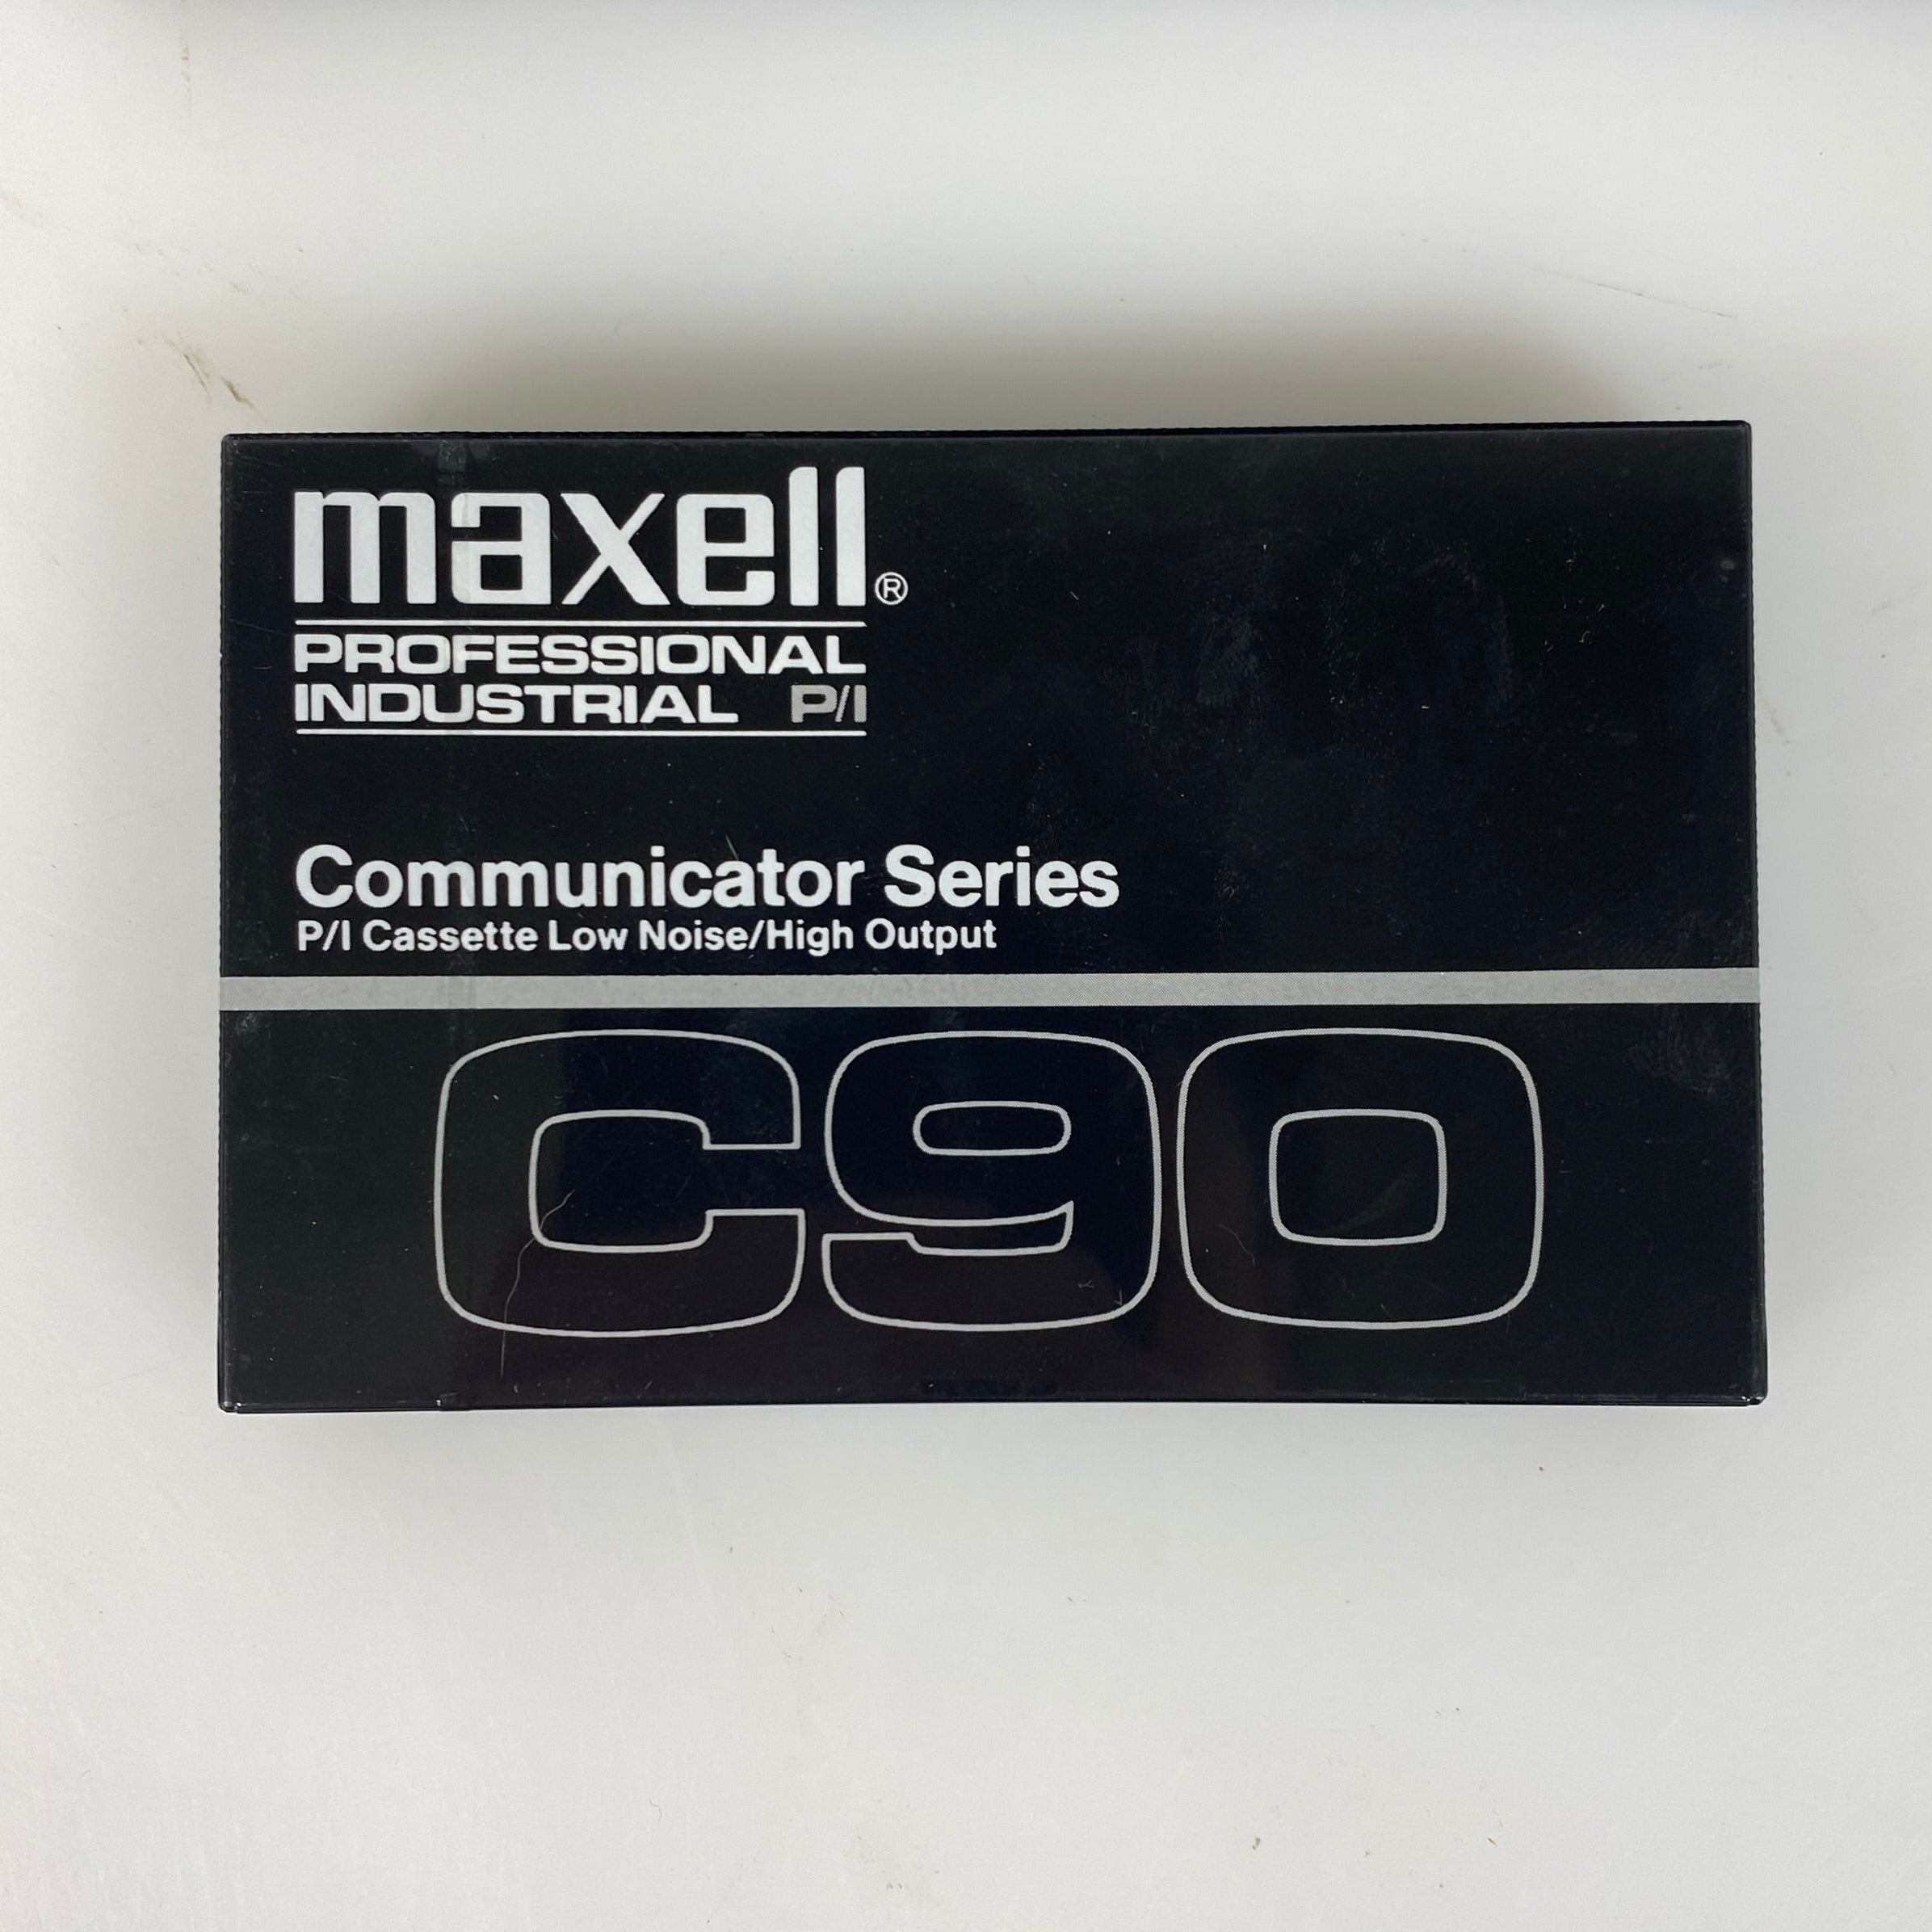 maxell®
PROFESSIONAL
INDUSTRIAL P/I
Communicator Series
P/I Cassette Low Noise/High Output
C90